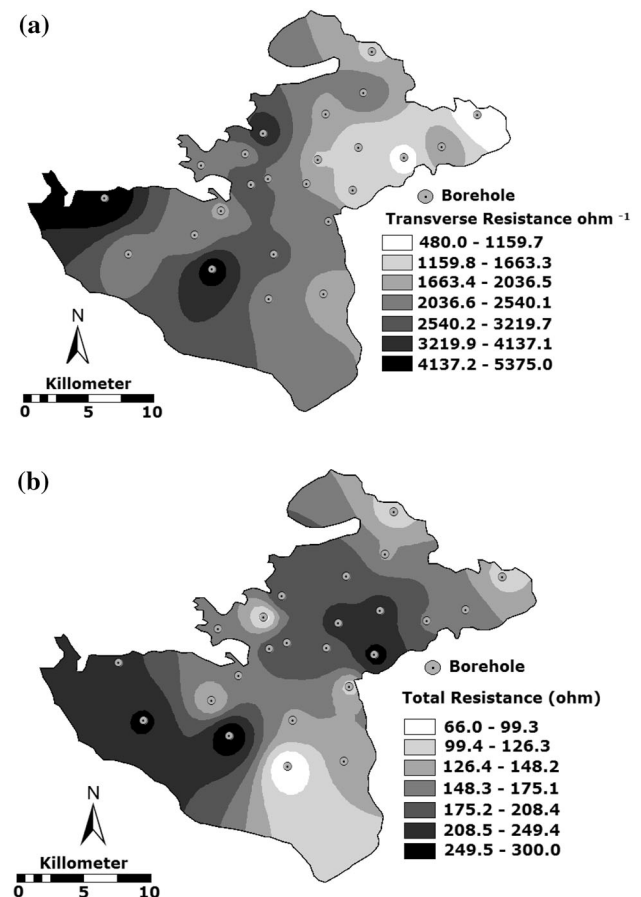 (a)
Borehole
Transverse Resistance ohm -1
480.0 - 1159.7
1159.8 - 1663.3
1663.4 - 2036.5
2036.6 - 2540.1
2540.2 - 3219.7
3219.9 - 4137.1
4137.2 - 5375.0
N
Killometer
0 5 10
(b)
Borehole
Total Resistance (ohm)
66.0 - 99.3
99.4 - 126.3
126.4 - 148.2
148.3 - 175.1
175.2 - 208.4
208.5 - 249.4
249.5 - 300.0
N
Killometer
0 5 10